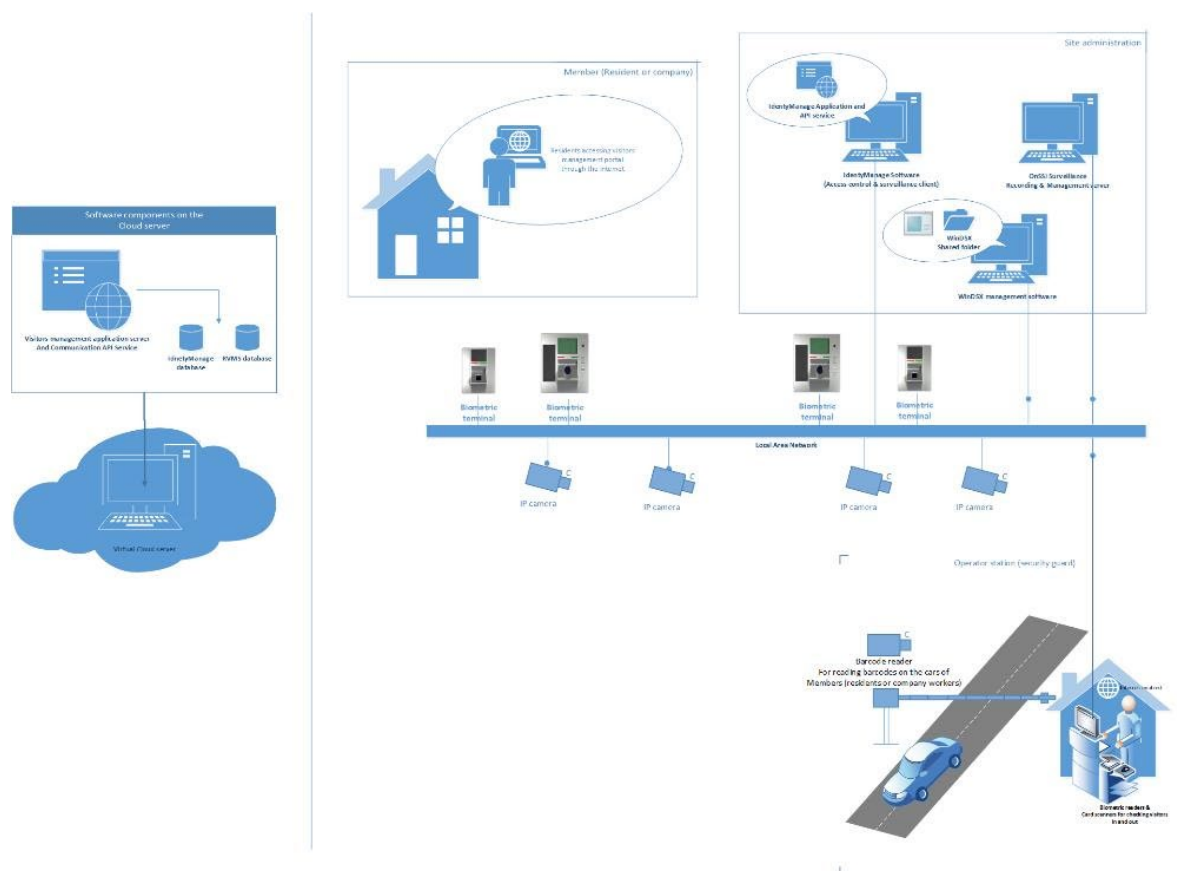 Software components on the
Cloud server
Visitors management application server
And Communication API Service
IdnetyManage
database
RVMS database
Virtual Cloud server
Member (Resident or company)
Residents accessing visitors
management portal
through the internet
Site administration
IdentyManage Application and
API service
IdentyManage Software
(Access control & surveillance client)
OnSSI Surveillance
Recording & Management server
WinDSX
Shared folder
WinDSX management software
Biometric
terminal
Biometric
terminal
Biometric
terminal
Biometric
terminal
Local Area Network
C
IP camera
C
IP camera
C
IP camera
C
IP camera
Operator station (security guard)
C
Barcode reader
For reading barcodes on the cars of
Members (residents or company workers)
Biometric readers &
Card scanners for checking visitors
In and out